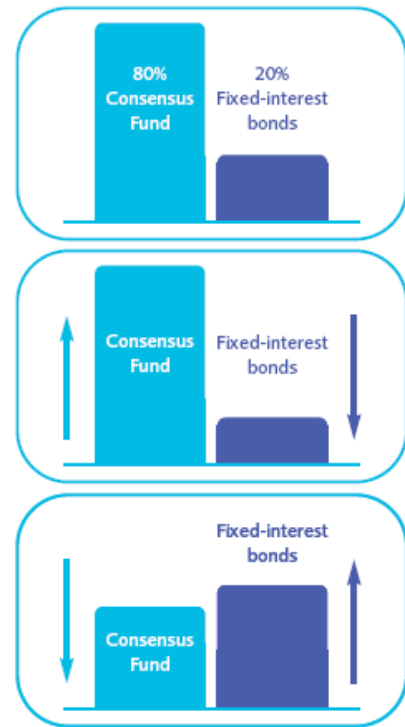 80%
Consensus
Fund
20%
Fixed-interest
bonds
Consensus
Fund
Fixed-interest
bonds
Fixed-interest
bonds
Consensus
Fund